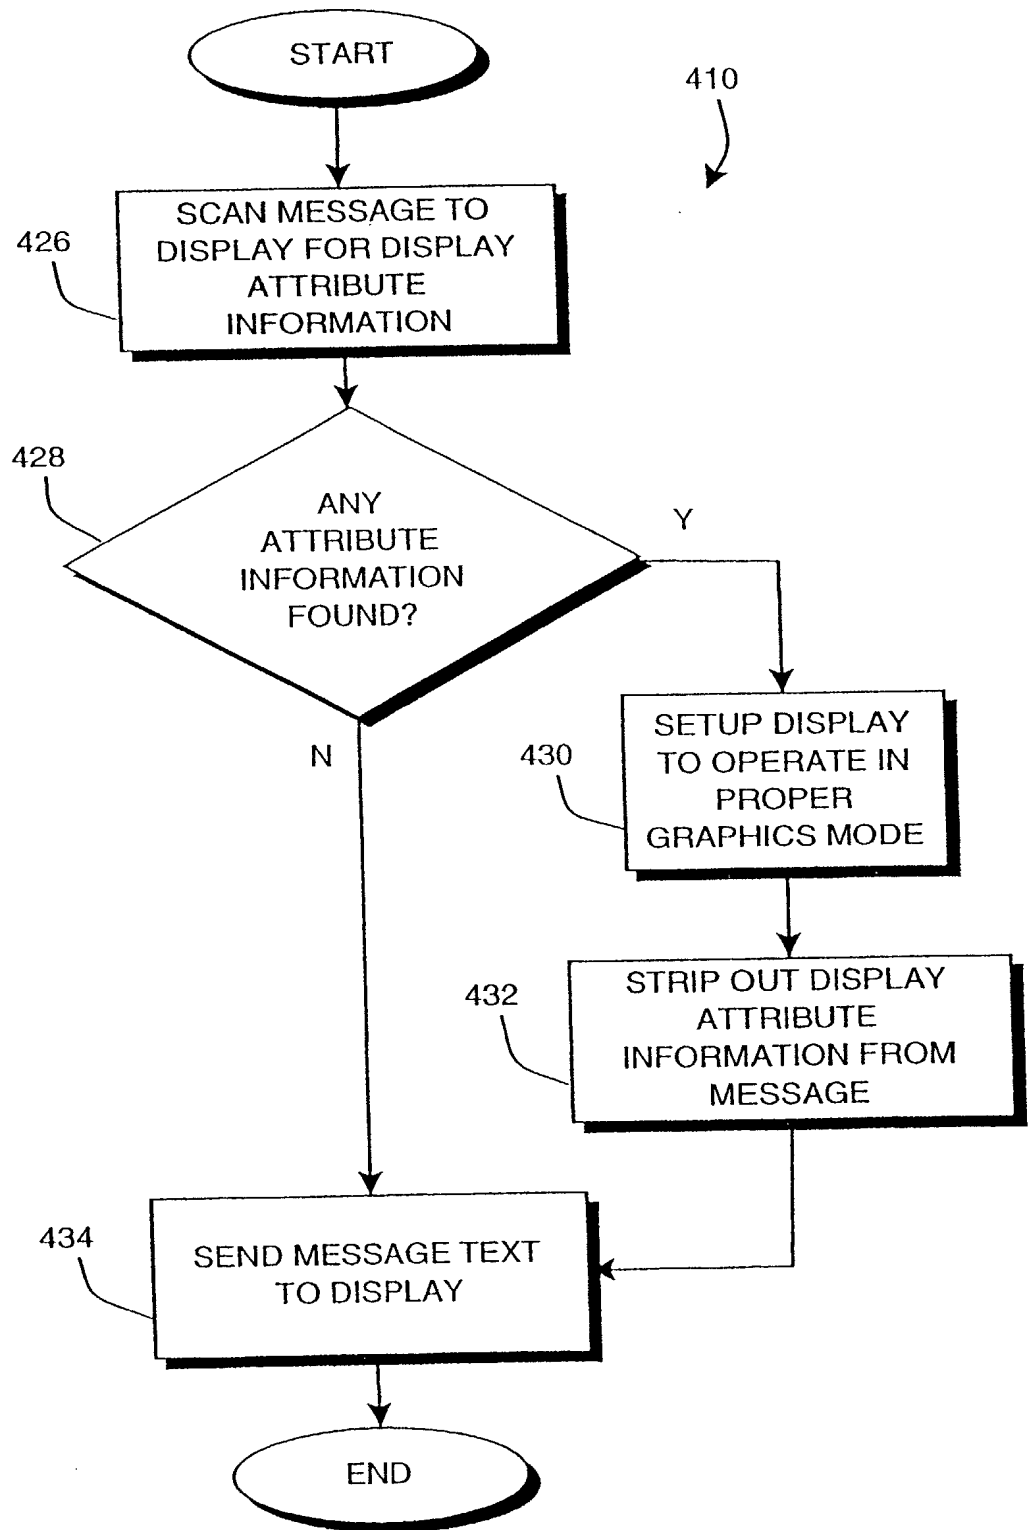 START
410
SCAN MESSAGE TO
DISPLAY FOR DISPLAY
ATTRIBUTE
INFORMATION
426
428
ANY
ATTRIBUTE
INFORMATION
FOUND?
Y
N
SETUP DISPLAY
TO OPERATE IN
PROPER
GRAPHICS MODE
430
STRIP OUT DISPLAY
ATTRIBUTE
INFORMATION FROM
MESSAGE
432
434
SEND MESSAGE TEXT
TO DISPLAY
END